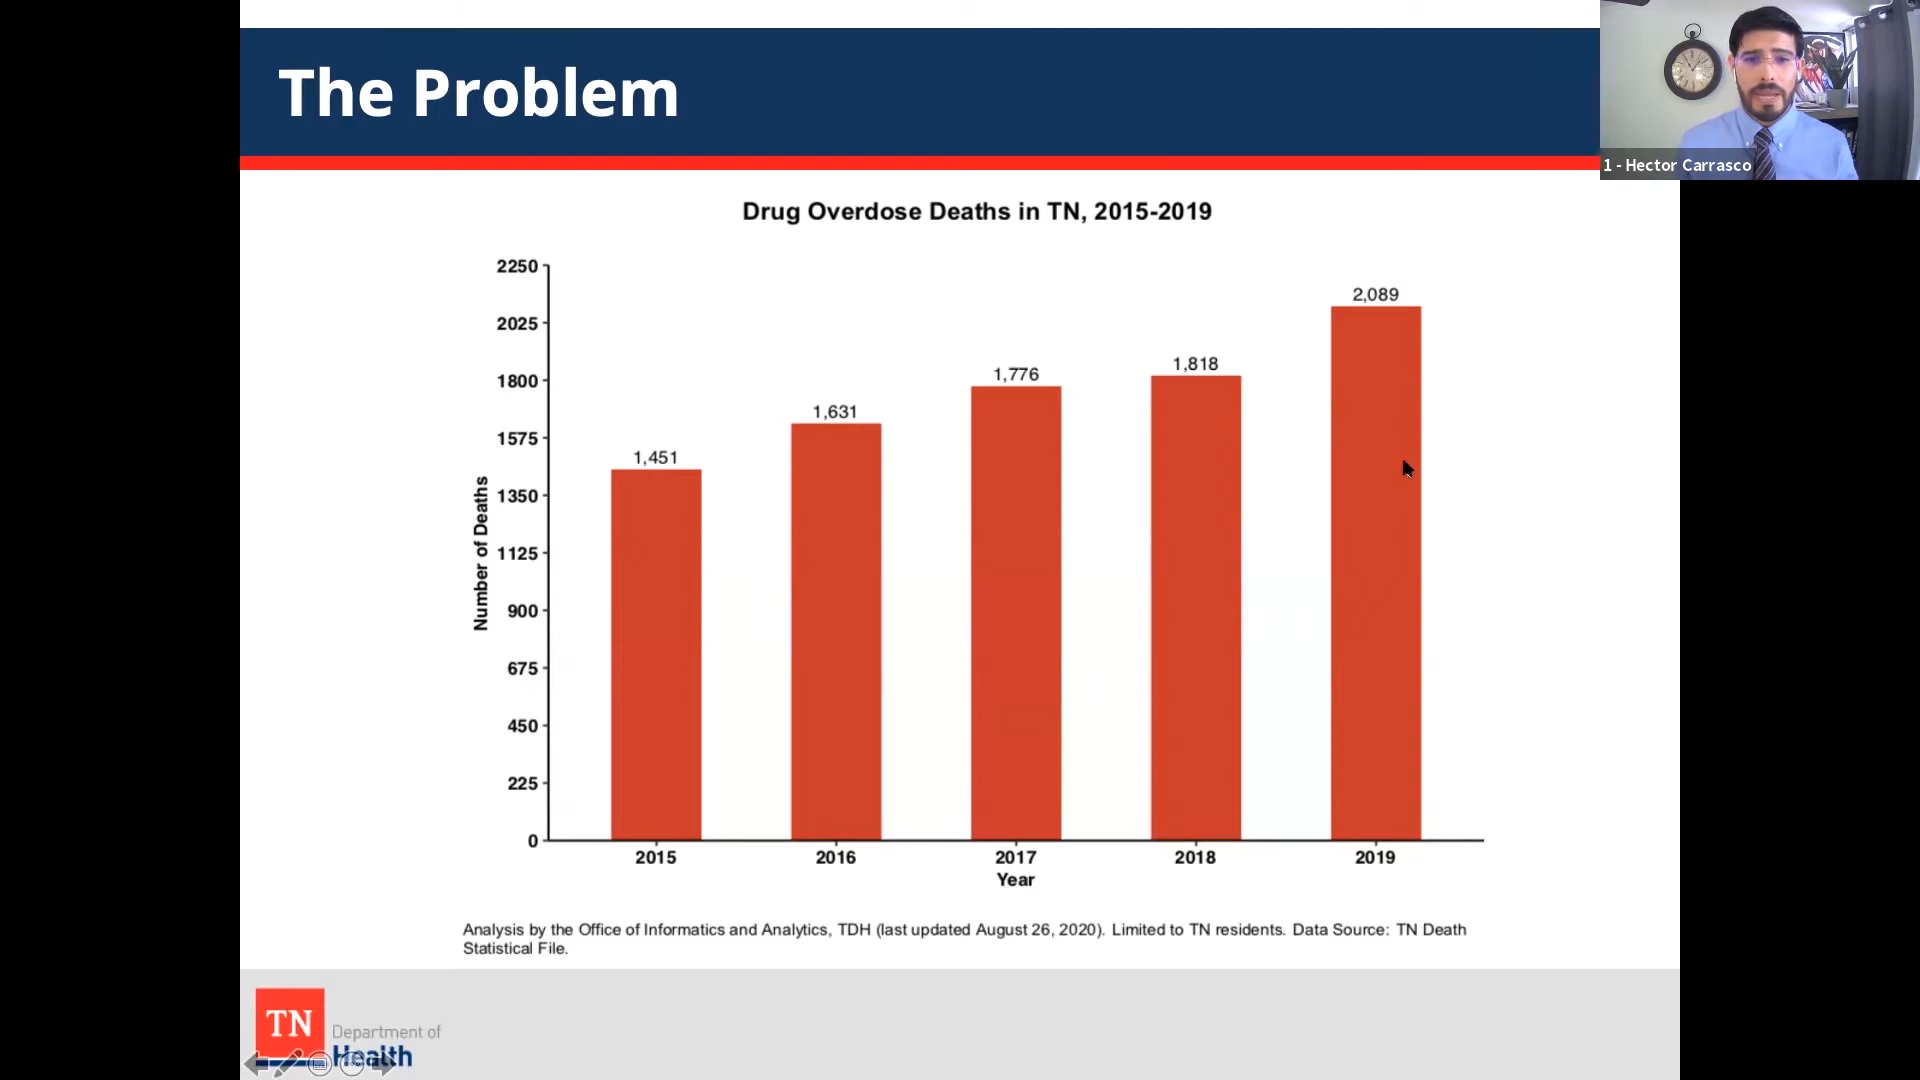 The Problem
1 - Hector Carrasco
Drug Overdose Deaths in TN, 2015-2019
2250
2025
1800
1575
1350
1125
900
675
450
225
0
Number of Deaths
1,451
1,631
1,776
1,818
2,089
2015
2016
2017
2018
2019
Year
Analysis by the Office of Informatics and Analytics, TDH (last updated August 26, 2020). Limited to TN residents. Data Source: TN Death
Statistical File.
TN
Department of
Health